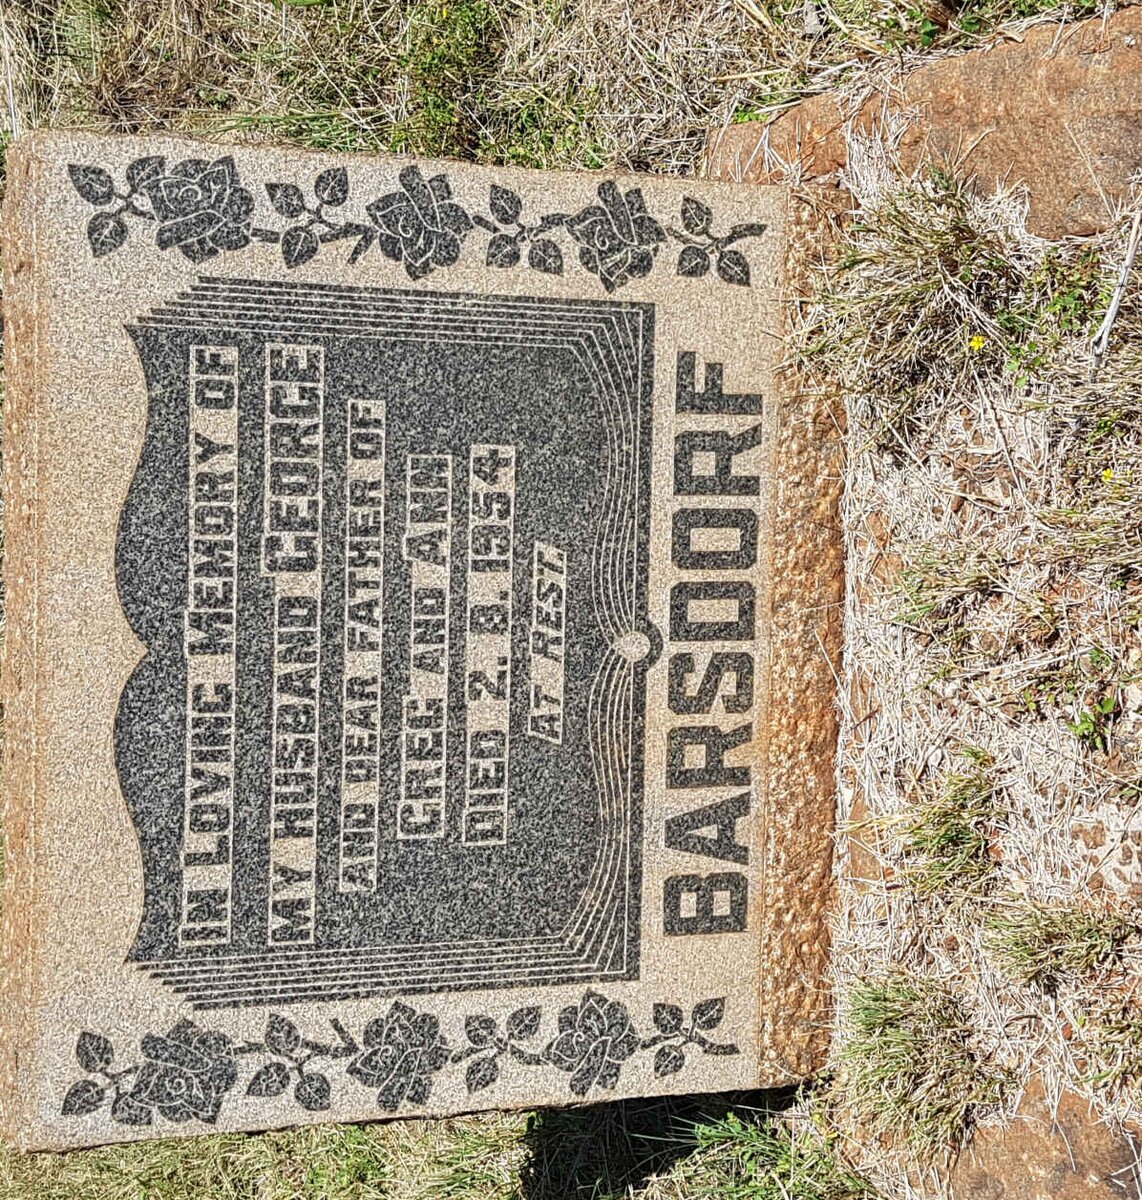 IN LOVING MEMORY OF
MY HUSBAND GEORGE
AND DEAR FATHER OF
GREG AND ANN
DIED 2. 8. 1954
AT REST.
BARSDORF